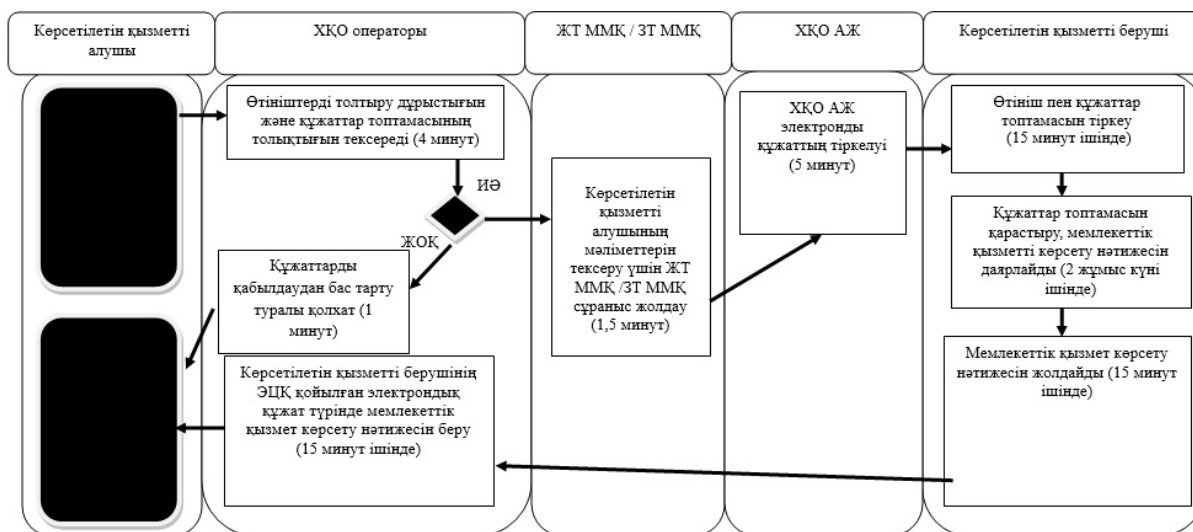 Көрсетілетін қызметті
алушы
ХҚО операторы
ЖТ ММҚ / ЗТ ММҚ
ХҚО АЖ
Көрсетілетін қызметті беруші
Өтініштерді толтыру дұрыстығын
және құжаттар топтамасының
толықтығын тексереді (4 минут)
ИӘ
ЖОҚ
Құжаттарды
қабылдаудан бас тарту
туралы қолхат (1
минут)
Көрсетілетін қызметті берушінің
ЭЦҚ қойылған электрондық
құжат түрінде мемлекеттік
қызмет көрсету нәтижесін беру
(15 минут ішінде)
Көрсетілетін
қызметті
алушының
мәліметтерін
тексеру үшін ЖТ
ММҚ /ЗТ ММҚ
сұраныс жолдау
(1,5 минут)
ХҚО АЖ
электронды
құжаттың тіркелуі
(5 минут)
Өтініш пен құжаттар
топтамасын тіркеу
(15 минут ішінде)
Құжаттар топтамасын
қарастыру, мемлекеттік
қызметті көрсету нәтижесін
даярлайды (2 жұмыс күні
ішінде)
Мемлекеттік қызмет көрсету
нәтижесін жолдайды (15 минут
ішінде)